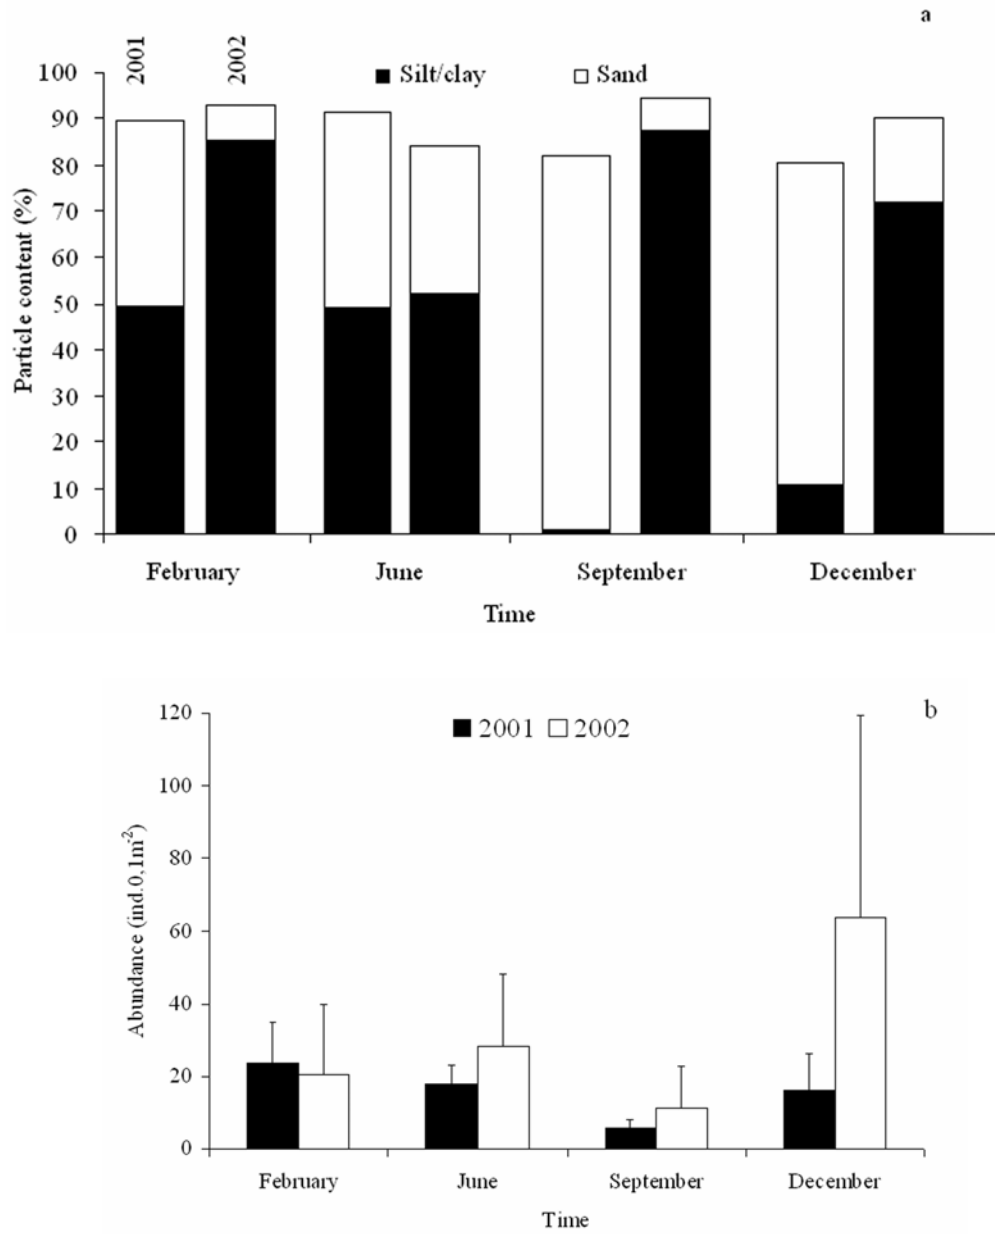 a
2001 2002
Silt/clay Sand
100
90
80
70
60
50
40
30
20
10
0
Particle content (%)
February June September December
Time
b
2001 2002
120
100
80
60
40
20
0
Abundance (ind.0,1m-2)
February June September December
Time